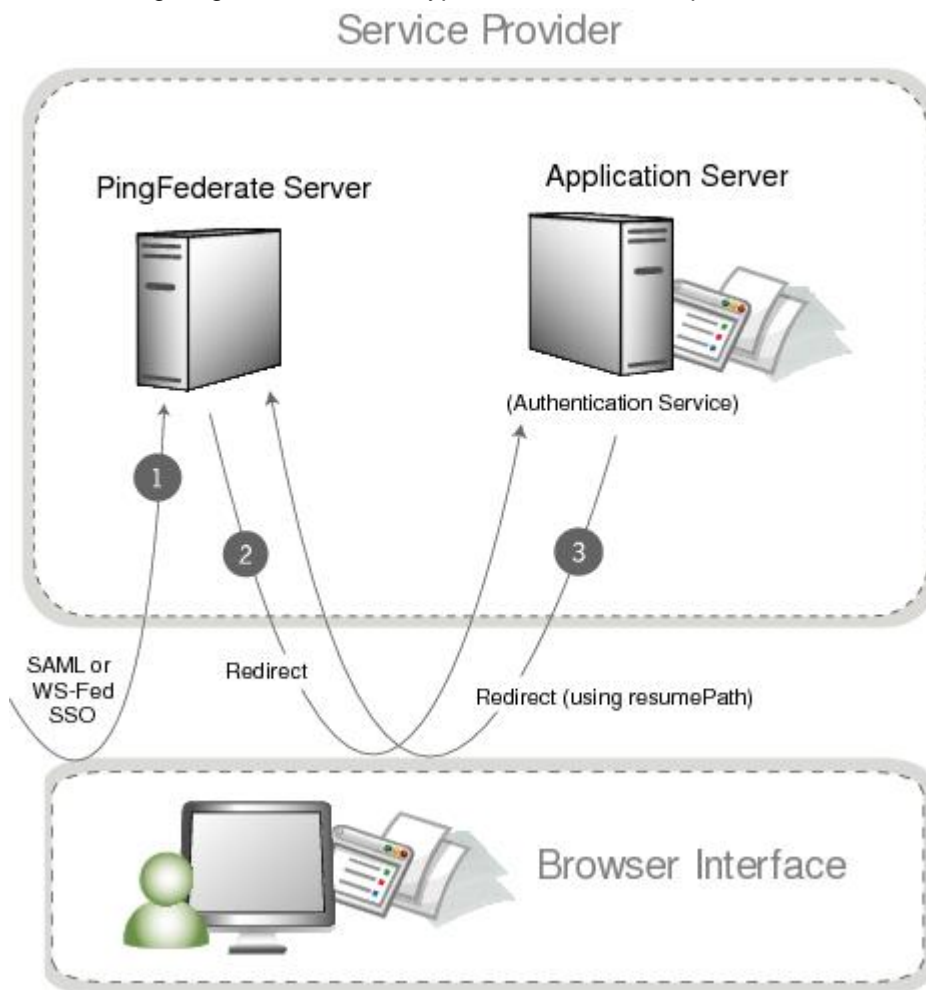 Service Provider
PingFederate Server
Application Server
(Authentication Service)
1
2
3
SAML or
WS-Fed
SSO
Redirect
Redirect (using resumePath)
Browser Interface